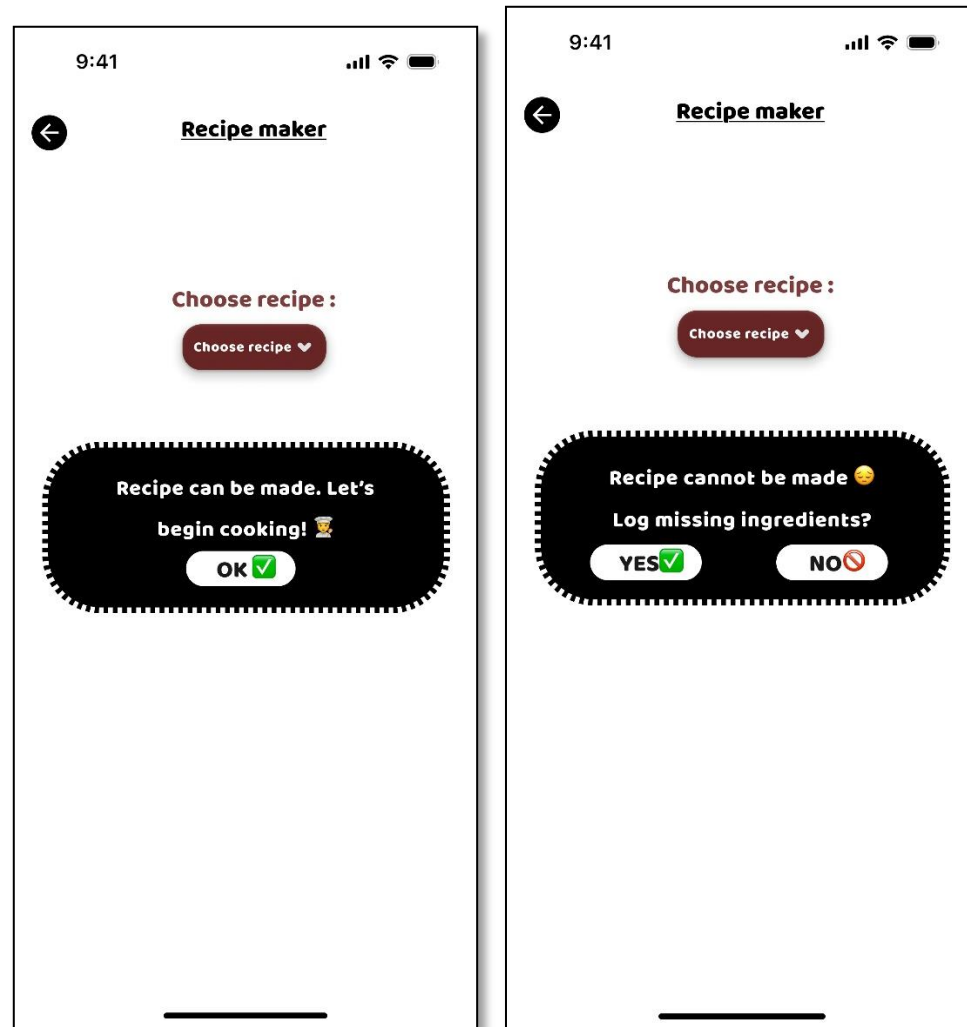 9:41
Recipe maker
Choose recipe :
Choose recipe
Recipe can be made. Let's
begin cooking! 👩‍🍳
OK ✅
9:41
Recipe maker
Choose recipe :
Choose recipe
Recipe cannot be made 😔
Log missing ingredients?
YES✅ NO🚫